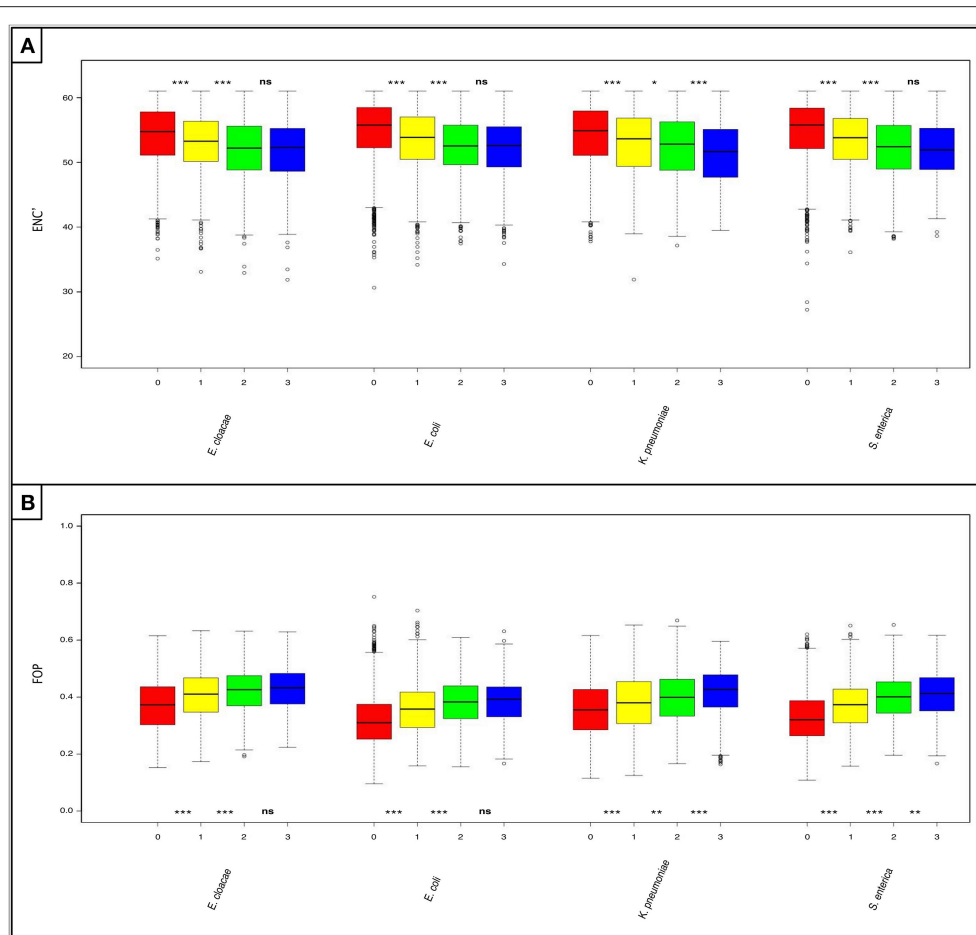 A
*** *** ns *** *** ns *** * *** *** *** ns
60
50
40
30
20
ENC'
0 1 2 3 0 1 2 3 0 1 2 3 0 1 2 3
E. cloacae E. coli K. pneumoniae S. enterica
B
1.0
0.8
0.6
0.4
0.2
0.0
FOP
*** *** ns *** *** ns *** ** *** *** *** **
0 1 2 3 0 1 2 3 0 1 2 3 0 1 2 3
E. cloacae E. coli K. pneumoniae S. enterica